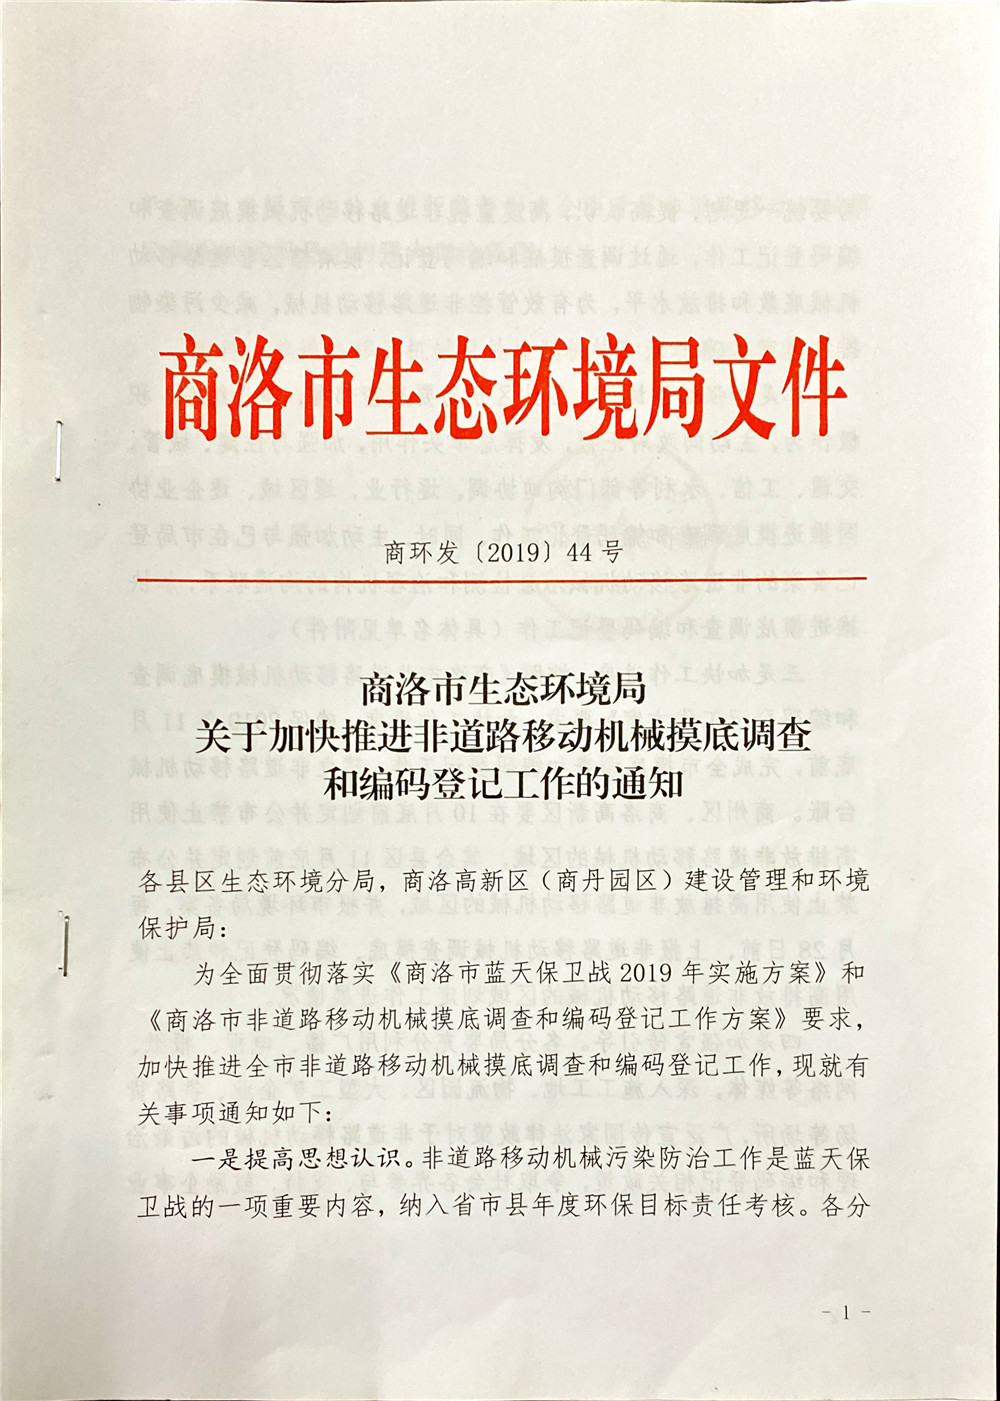 商洛市生态环境局文件
商环发〔2019〕44号
商洛市生态环境局
关于加快推进非道路移动机械摸底调查
和编码登记工作的通知
各县区生态环境分局，商洛高新区（商丹园区）建设管理和环境
保护局：
为全面贯彻落实《商洛市蓝天保卫战2019年实施方案》和
《商洛市非道路移动机械摸底调查和编码登记工作方案》要求，
加快推进全市非道路移动机械摸底调查和编码登记工作，现就有
关事项通知如下：
一是提高思想认识。非道路移动机械污染防治工作是蓝天保
卫战的一项重要内容，纳入省市县年度环保目标责任考核。各分
- 1 -